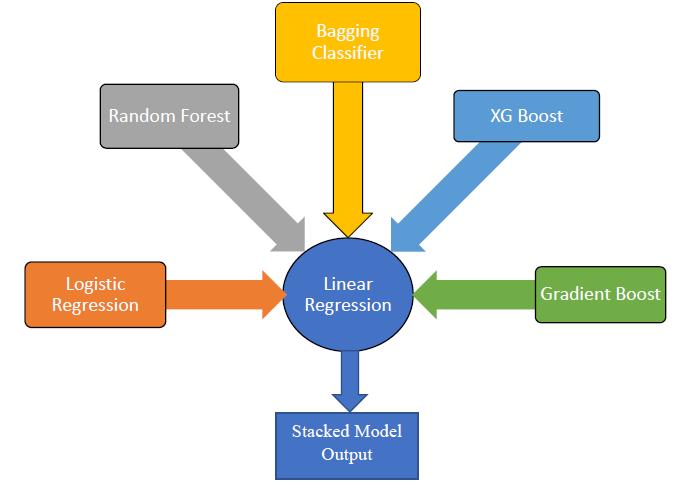 Bagging
Classifier
Random Forest
XG Boost
Logistic
Regression
Linear
Regression
Gradient Boost
Stacked Model
Output